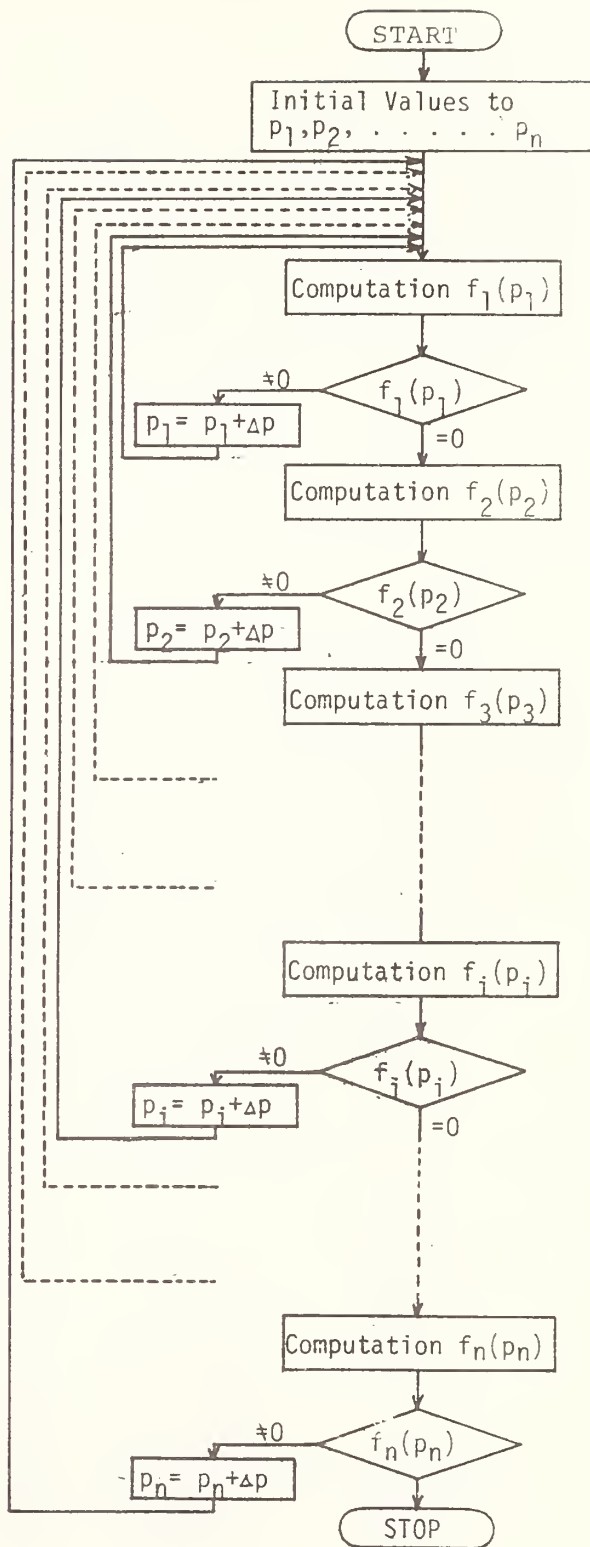 START
Initial Values to
p₁,p₂, . . . . . . pₙ
Computation f₁(p₁)
≠0
f₁(p₁)
p₁= p₁+Δp
=0
Computation f₂(p₂)
≠0
f₂(p₂)
p₂= p₂+Δp
=0
Computation f₃(p₃)
Computation fᵢ(pᵢ)
≠0
fᵢ(pᵢ)
pᵢ= pᵢ+Δp
=0
Computation fₙ(pₙ)
≠0
fₙ(pₙ)
pₙ= pₙ+Δp
STOP